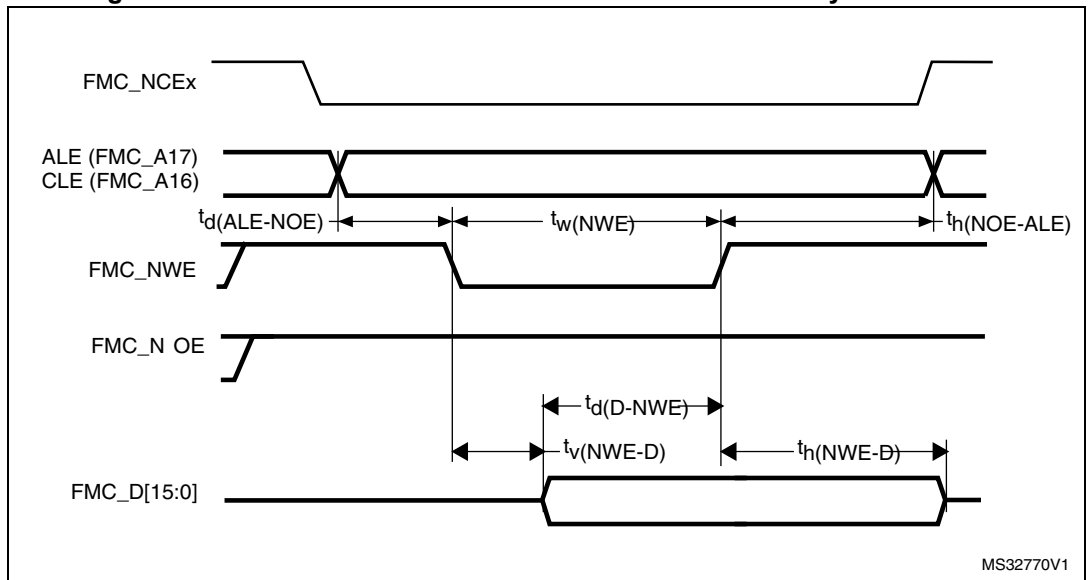 FMC_NCEx
ALE (FMC_A17)
CLE (FMC_A16)
td(ALE-NOE)
tw(NWE)
th(NOE-ALE)
FMC_NWE
FMC_N OE
td(D-NWE)
tv(NWE-D)
th(NWE-D)
FMC_D[15:0]
MS32770V1